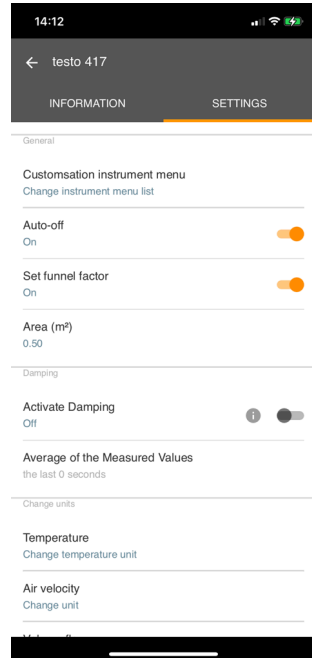 14:12
testo 417
INFORMATION
SETTINGS
General
Customsation instrument menu
Change instrument menu list
Auto-off
On
Set funnel factor
On
Area (m²)
0.50
Damping
Activate Damping
Off
Average of the Measured Values
the last 0 seconds
Change units
Temperature
Change temperature unit
Air velocity
Change unit